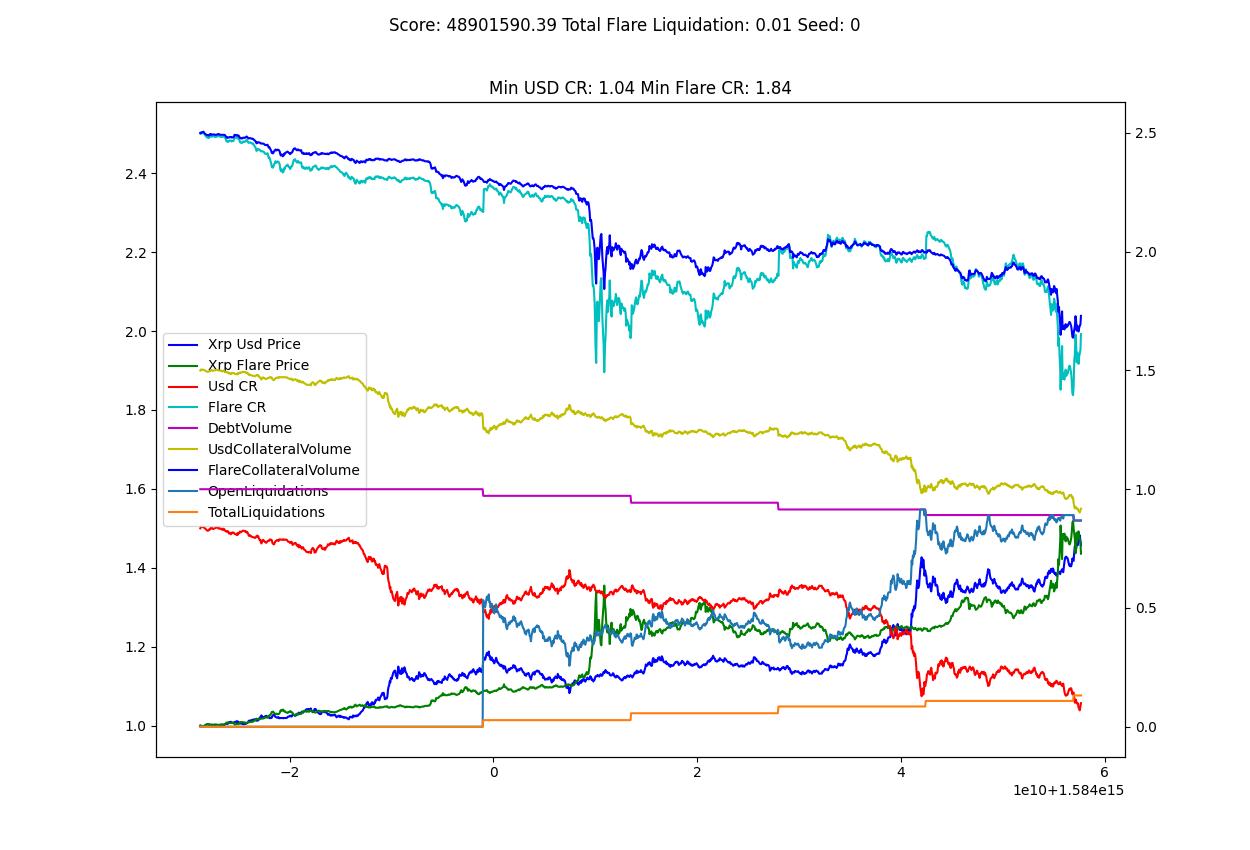 Score: 48901590.39 Total Flare Liquidation: 0.01 Seed: 0
Min USD CR: 1.04 Min Flare CR: 1.84
2.4
2.2
2.0
1.8
1.6
1.4
1.2
1.0
Xrp Usd Price
Xrp Flare Price
Usd CR
Flare CR
DebtVolume
UsdCollateralVolume
FlareCollateralVolume
OpenLiquidations
TotalLiquidations
2.5
2.0
1.5
1.0
0.5
0.0
−2 0 2 4 6
1e10+1.584e15